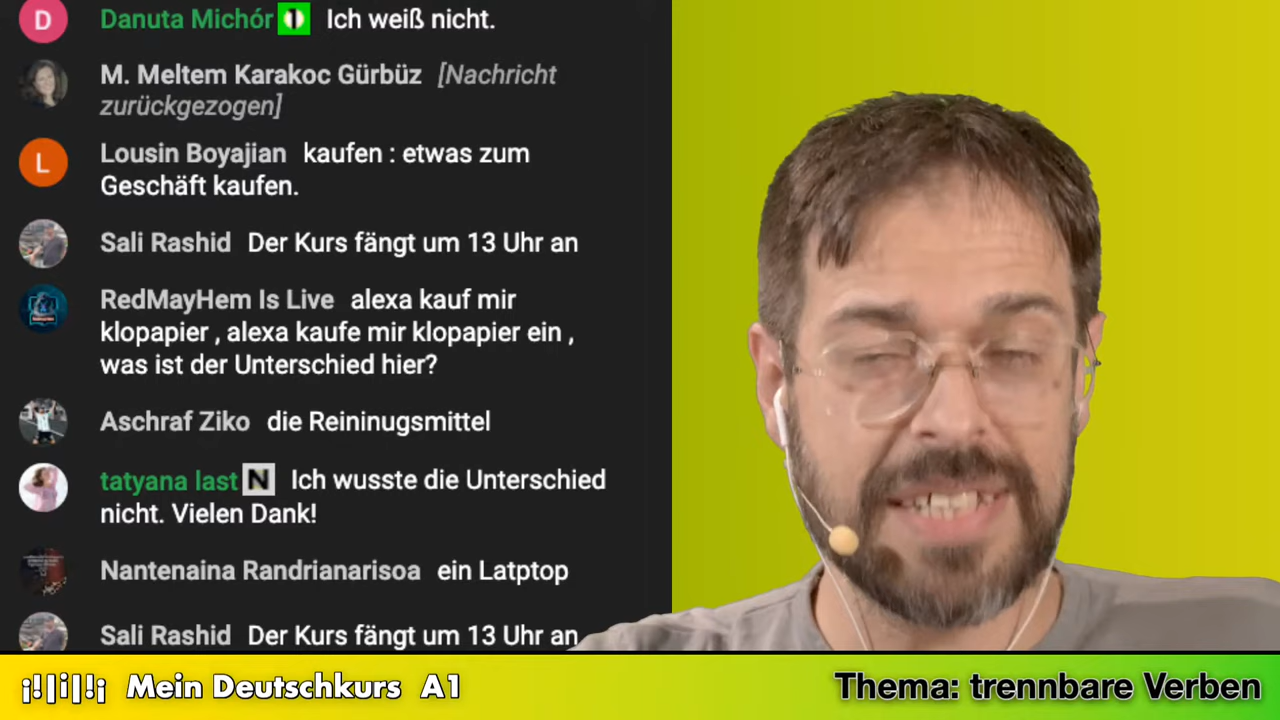 D Danuta Michór 1 Ich weiß nicht.
M. Meltem Karakoc Gürbüz [Nachricht
zurückgezogen]
L Lousin Boyajian kaufen : etwas zum
Geschäft kaufen.
Sali Rashid Der Kurs fängt um 13 Uhr an
RedMayHem Is Live alexa kauf mir
klopapier , alexa kaufe mir klopapier ein ,
was ist der Unterschied hier?
Aschraf Ziko die Reininugsmittel
tatyana last N Ich wusste die Unterschied
nicht. Vielen Dank!
Nantenaina Randrianarisoa ein Latptop
Sali Rashid Der Kurs fängt um 13 Uhr an
¡!|i|!¡ Mein Deutschkurs A1
Thema: trennbare Verben